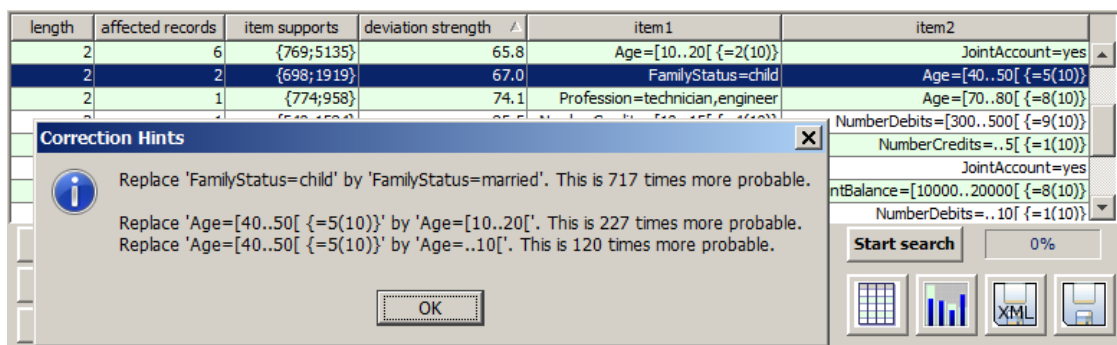 length affected records item supports deviation strength item1 item2
2 6 {769;5135} 65.8 Age=[10..20[ {=2(10)} JointAccount=yes
2 2 {698;1919} 67.0 FamilyStatus=child Age=[40..50[ {=5(10)}
2 1 {774;958} 74.1 Profession=technician,engineer Age=[70..80[ {=8(10)}
NumberDebits=[300..500[ {=9(10)}
Correction Hints
NumberCredits=..5[ {=1(10)}
JointAccount=yes
Replace 'FamilyStatus=child' by 'FamilyStatus=married'. This is 717 times more probable.
ntBalance=[10000..20000[ {=8(10)}
NumberDebits=..10[ {=1(10)}
Replace 'Age=[40..50[ {=5(10)}' by 'Age=[10..20['. This is 227 times more probable.
Replace 'Age=[40..50[ {=5(10)}' by 'Age=..10['. This is 120 times more probable.
Start search 0%
OK
XML